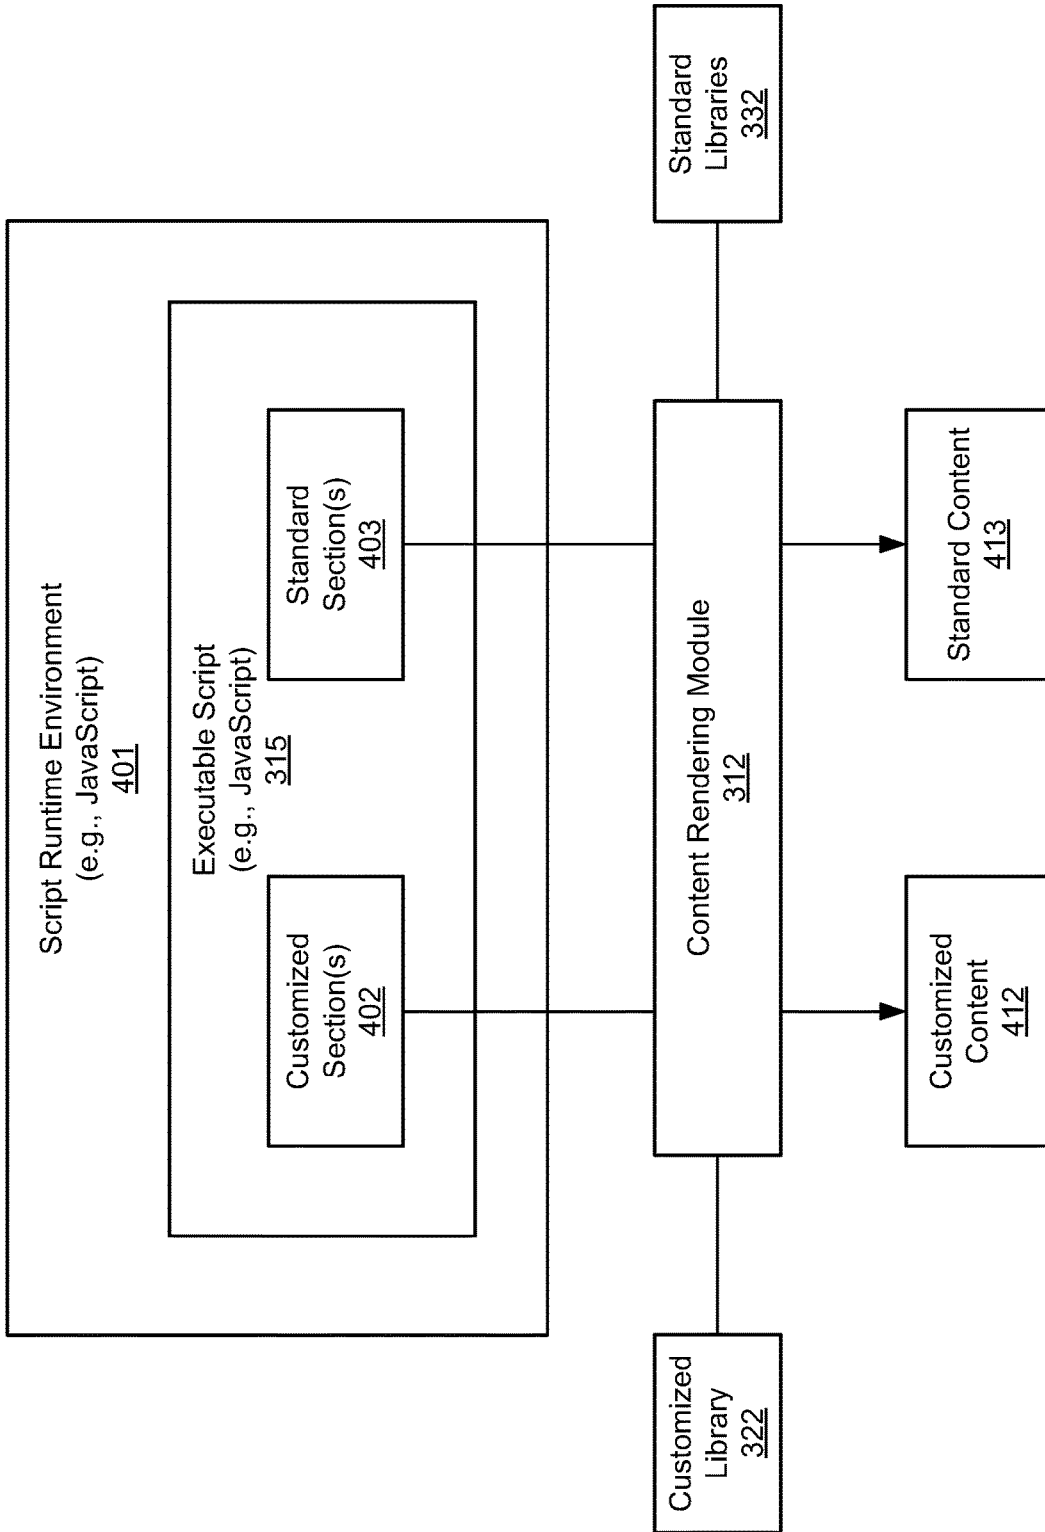 Script Runtime Environment
(e.g., JavaScript)
401
Executable Script
(e.g., JavaScript)
315
Customized
Section(s)
402
Standard
Section(s)
403
Customized
Library
322
Content Rendering Module
312
Standard
Libraries
332
Customized
Content
412
Standard Content
413